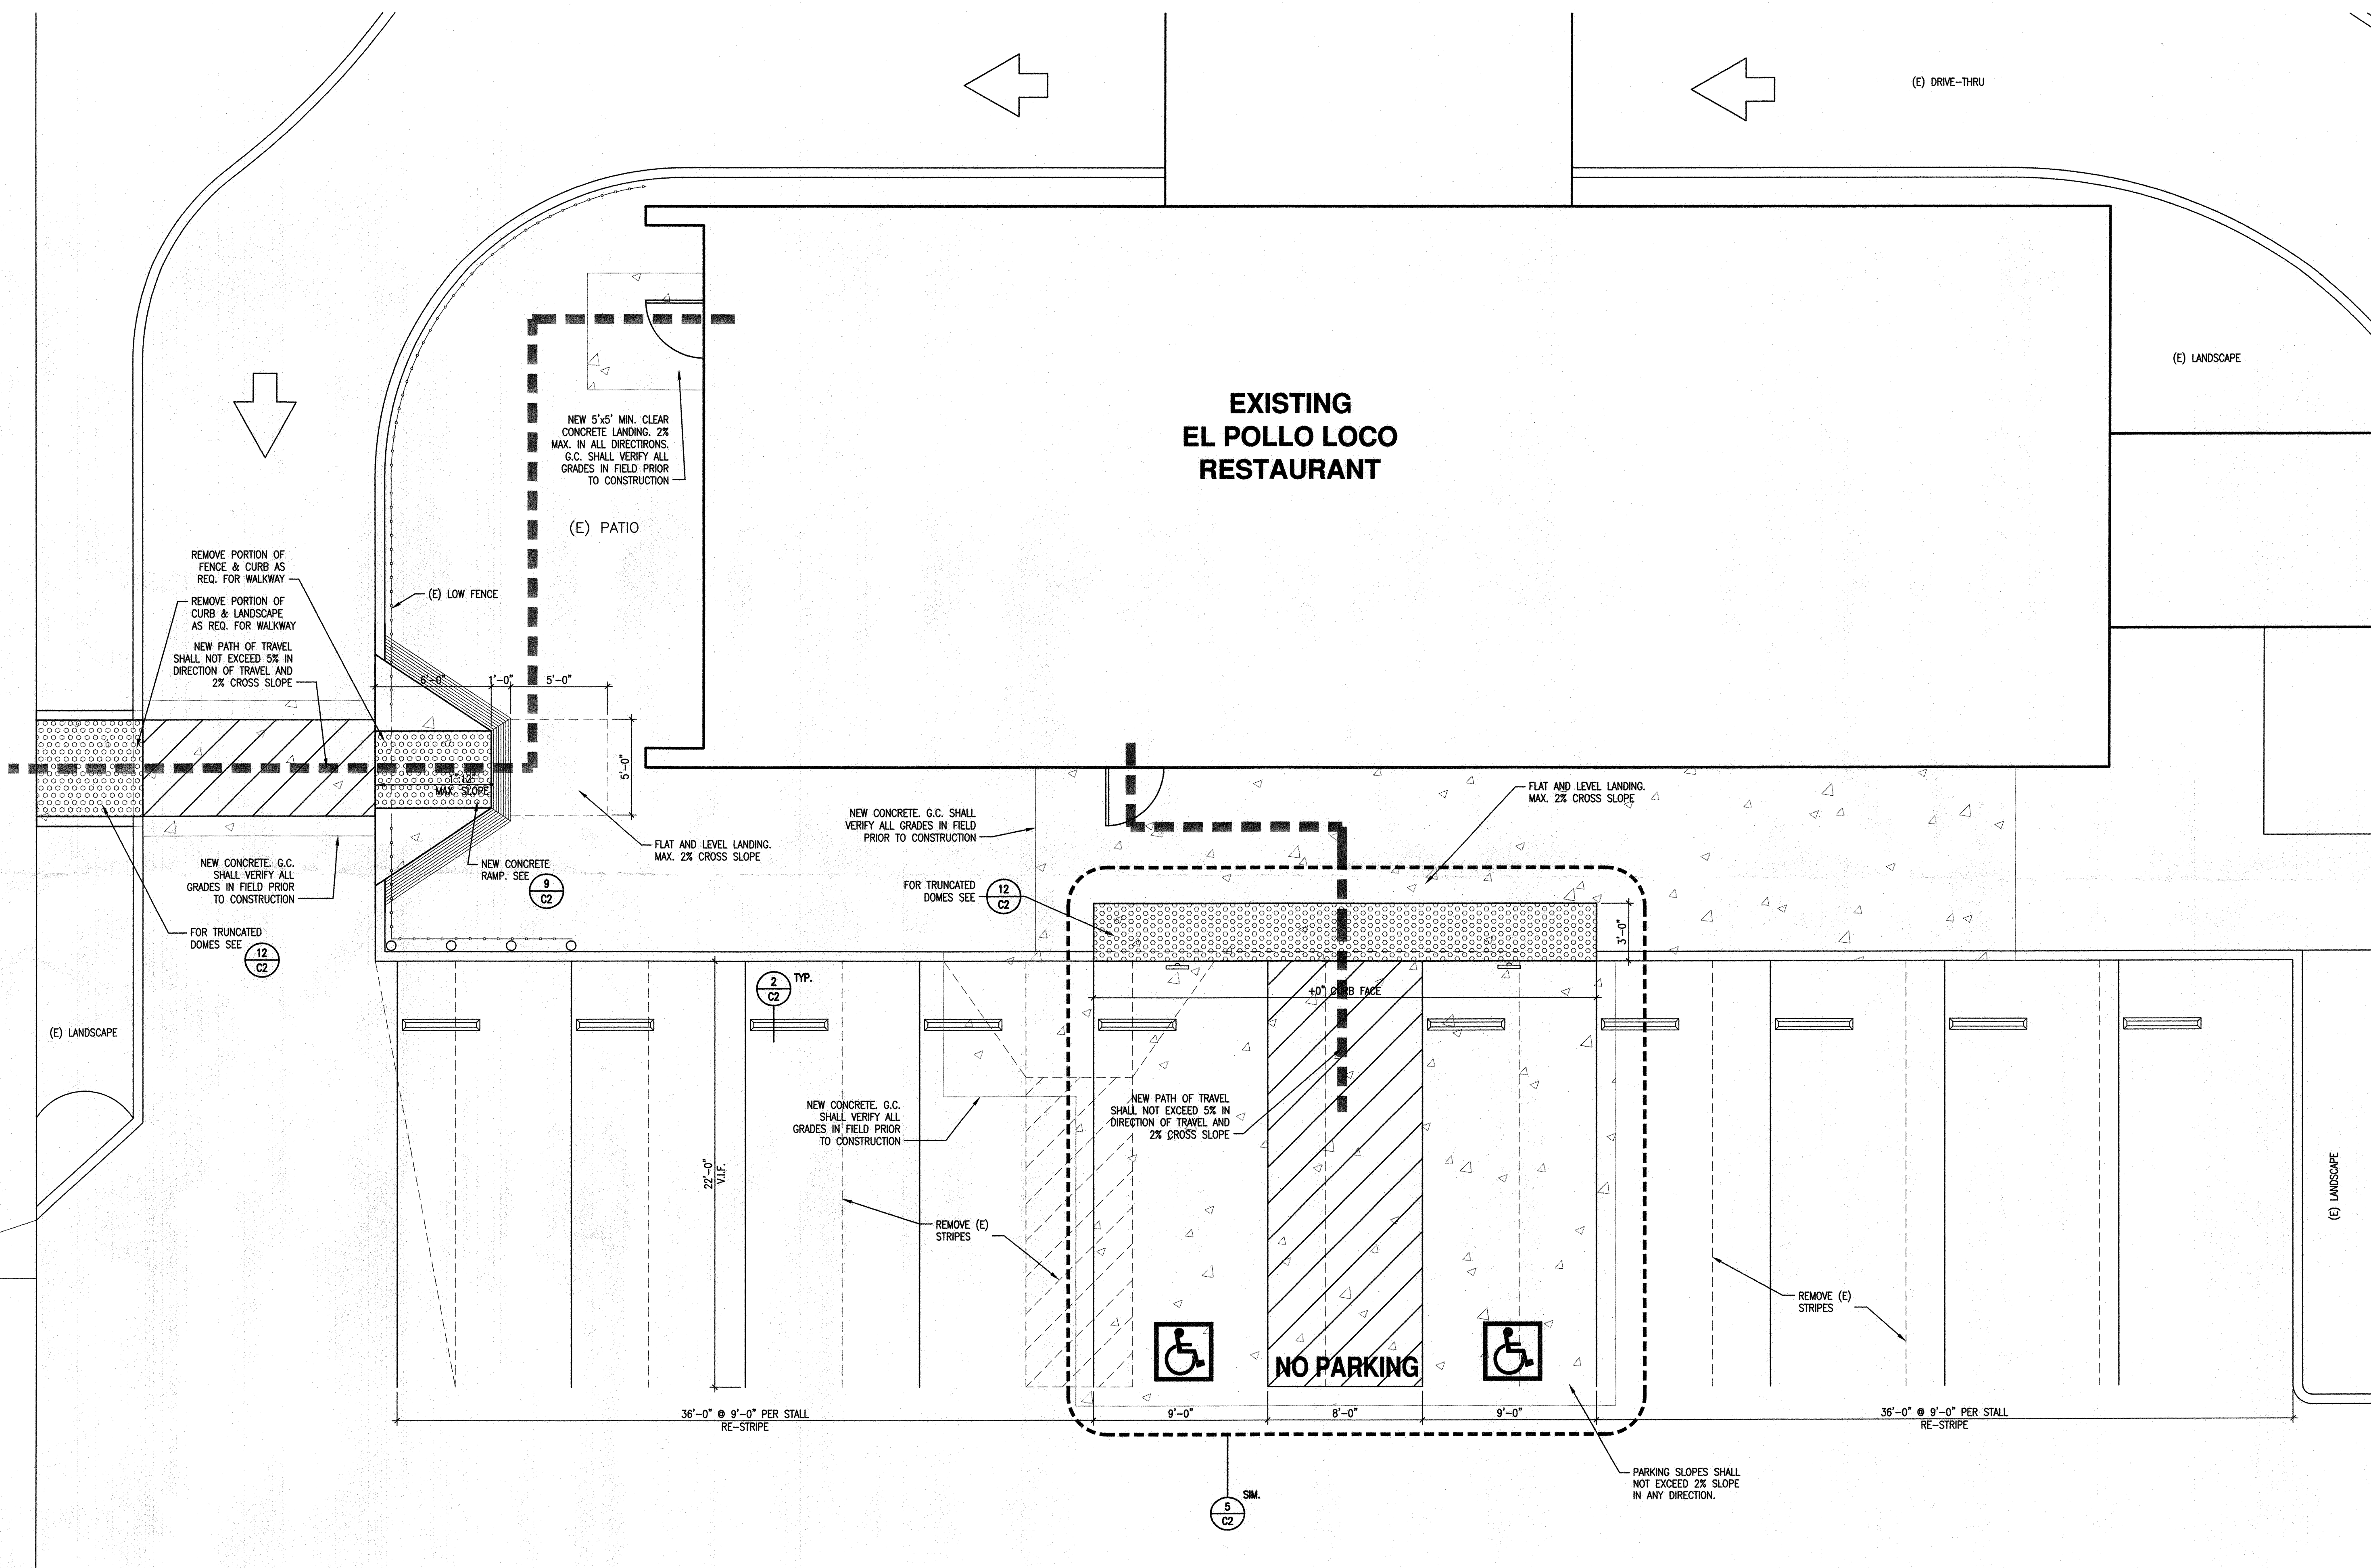 (E) DRIVE-THRU
(E) LANDSCAPE
EXISTING
EL POLLO LOCO
RESTAURANT
NEW 5'x5' MIN. CLEAR
CONCRETE LANDING. 2%
MAX. IN ALL DIRECTIRONS.
G.C. SHALL VERIFY ALL
GRADES IN FIELD PRIOR
TO CONSTRUCTION
(E) PATIO
REMOVE PORTION OF
FENCE & CURB AS
REQ. FOR WALKWAY
(E) LOW FENCE
REMOVE PORTION OF
CURB & LANDSCAPE
AS REQ. FOR WALKWAY
NEW PATH OF TRAVEL
SHALL NOT EXCEED 5% IN
DIRECTION OF TRAVEL AND
2% CROSS SLOPE
6'-0"
1'-0"
5'-0"
5'-0"
1":12"
MAX. SLOPE
FLAT AND LEVEL LANDING.
MAX. 2% CROSS SLOPE
NEW CONCRETE
RAMP. SEE
9
C2
NEW CONCRETE. G.C.
SHALL VERIFY ALL
GRADES IN FIELD PRIOR
TO CONSTRUCTION
FOR TRUNCATED
DOMES SEE
12
C2
NEW CONCRETE. G.C. SHALL
VERIFY ALL GRADES IN FIELD
PRIOR TO CONSTRUCTION
FLAT AND LEVEL LANDING.
MAX. 2% CROSS SLOPE
FOR TRUNCATED
DOMES SEE
12
C2
3'-0"
+0" CURB FACE
2
C2
TYP.
(E) LANDSCAPE
NEW CONCRETE. G.C.
SHALL VERIFY ALL
GRADES IN FIELD PRIOR
TO CONSTRUCTION
NEW PATH OF TRAVEL
SHALL NOT EXCEED 5% IN
DIRECTION OF TRAVEL AND
2% CROSS SLOPE
22'-0"
V.I.F.
REMOVE (E)
STRIPES
REMOVE (E)
STRIPES
(E) LANDSCAPE
NO PARKING
36'-0" @ 9'-0" PER STALL
RE-STRIPE
9'-0"
8'-0"
9'-0"
36'-0" @ 9'-0" PER STALL
RE-STRIPE
PARKING SLOPES SHALL
NOT EXCEED 2% SLOPE
IN ANY DIRECTION.
5
C2
SIM.